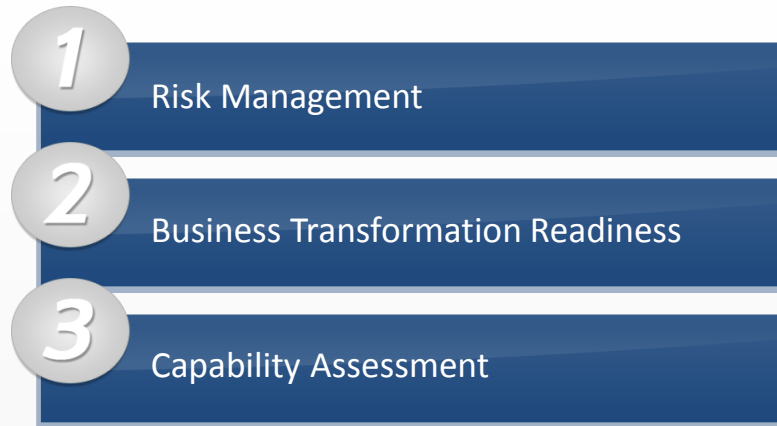 1
Risk Management
2
Business Transformation Readiness
3
Capability Assessment